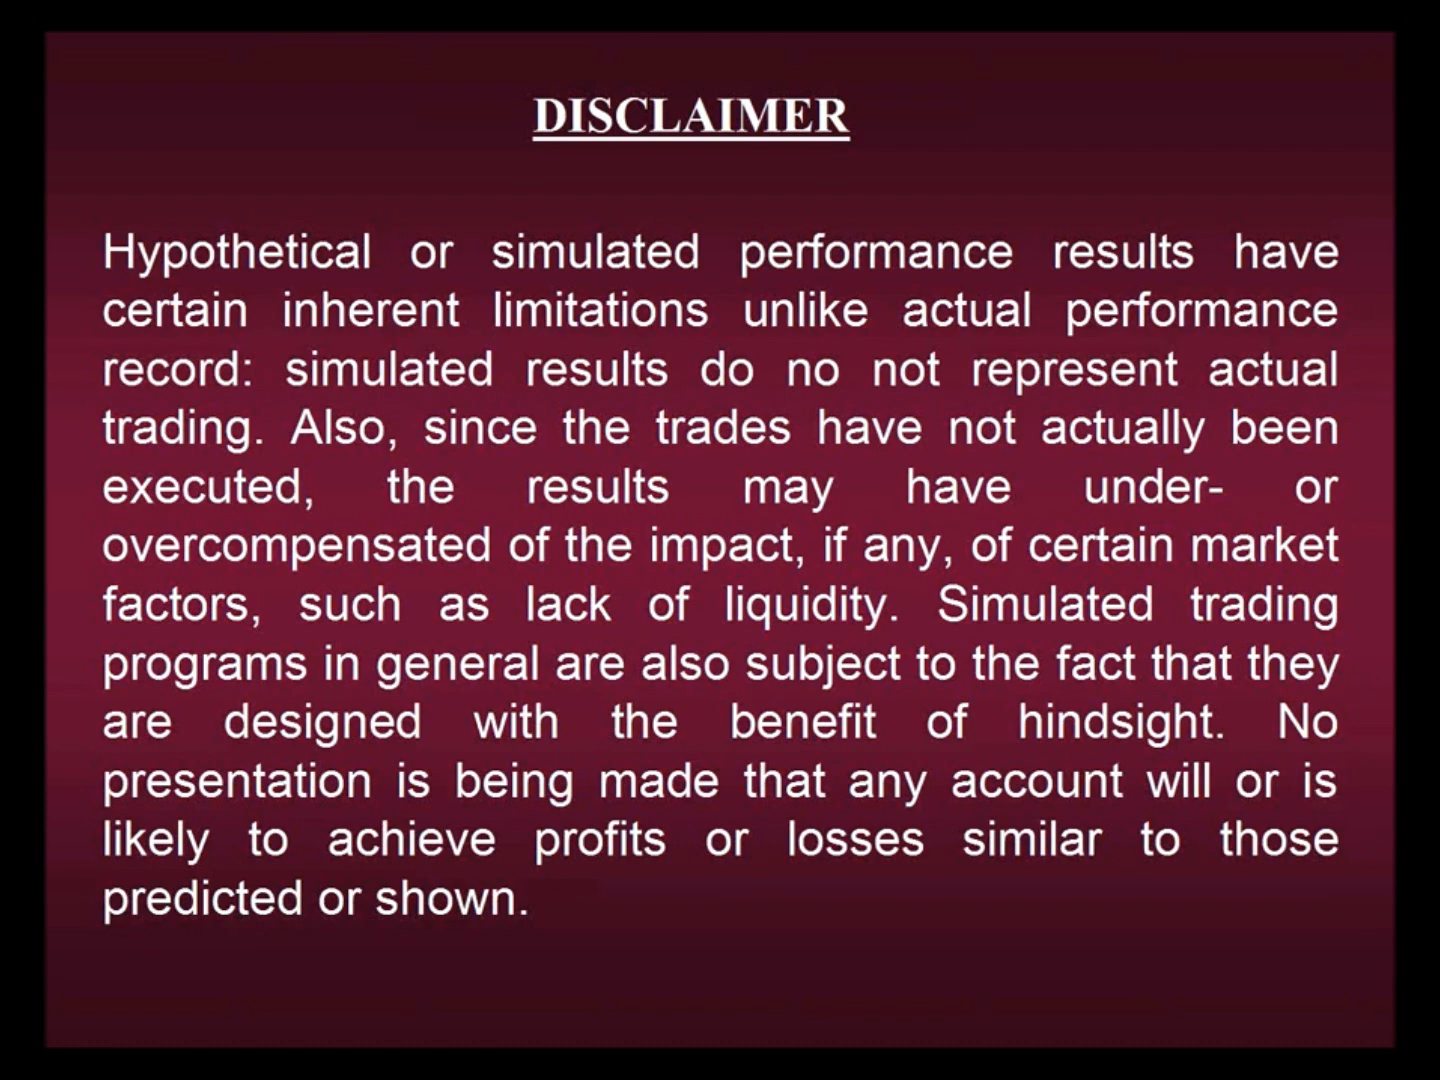 DISCLAIMER
Hypothetical or simulated performance results have
certain inherent limitations unlike actual performance
record: simulated results do no not represent actual
trading. Also, since the trades have not actually been
executed, the results may have under- or
overcompensated of the impact, if any, of certain market
factors, such as lack of liquidity. Simulated trading
programs in general are also subject to the fact that they
are designed with the benefit of hindsight. No
presentation is being made that any account will or is
likely to achieve profits or losses similar to those
predicted or shown.